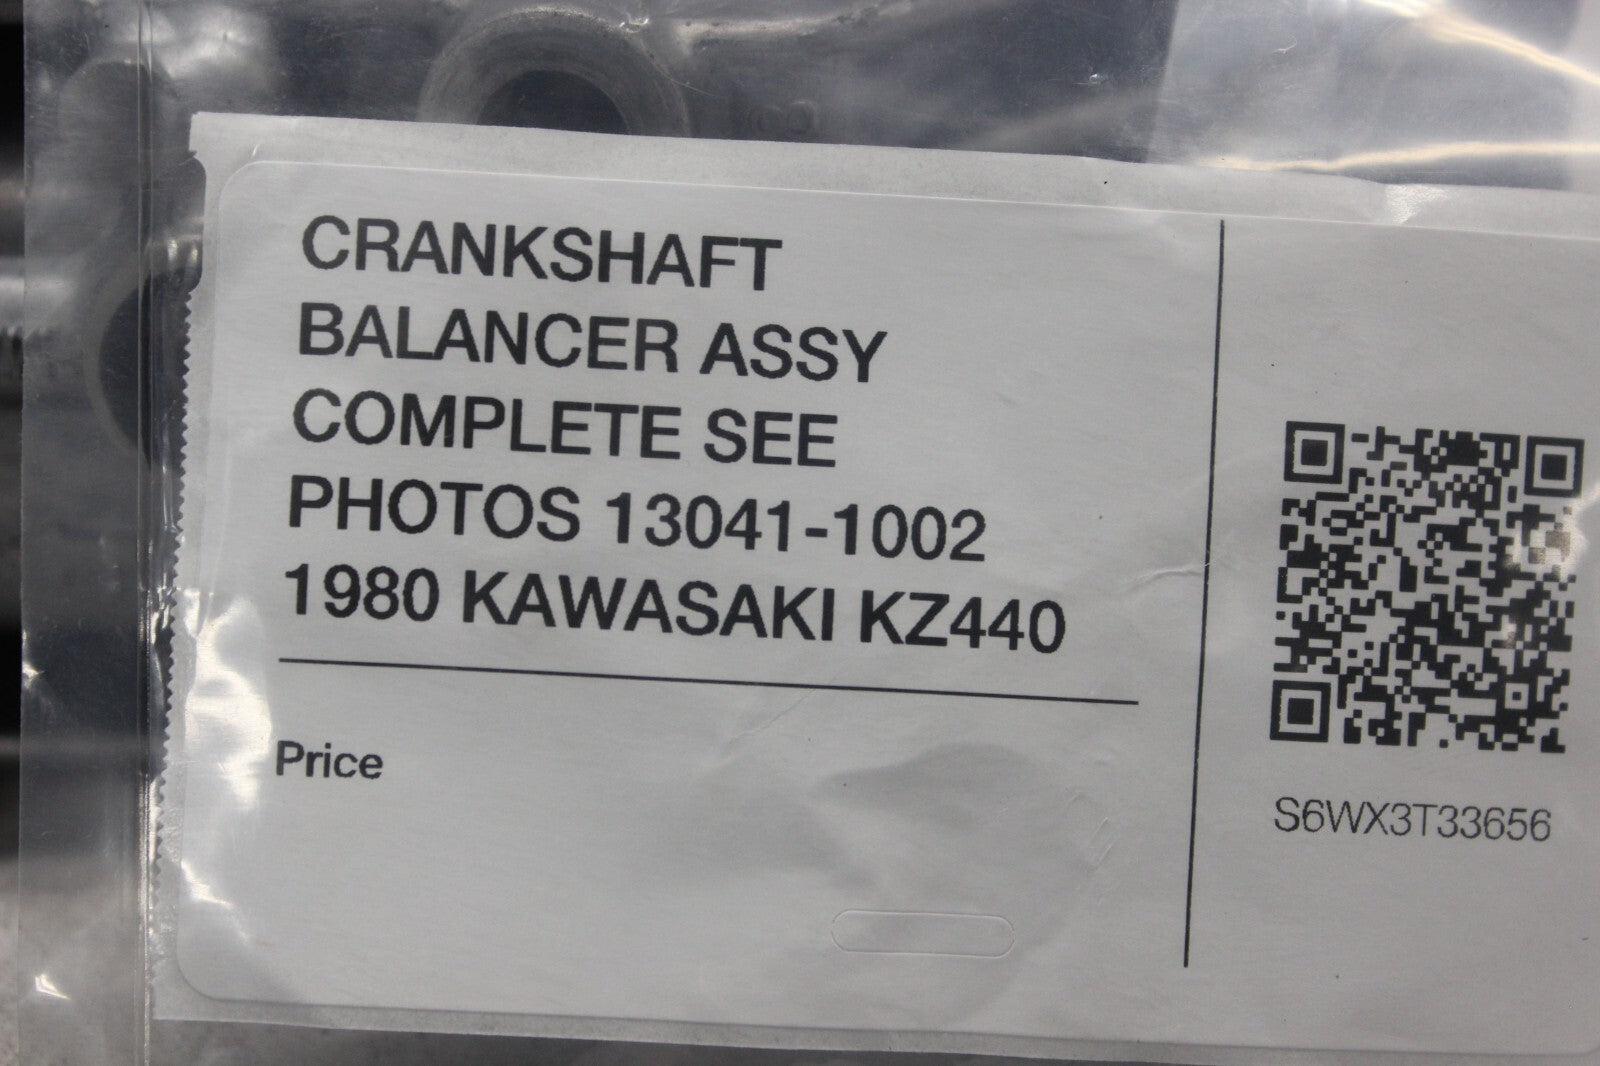 CRANKSHAFT
BALANCER ASSY
COMPLETE SEE
PHOTOS 13041-1002
1980 KAWASAKI KZ440
Price
S6WX3T33656